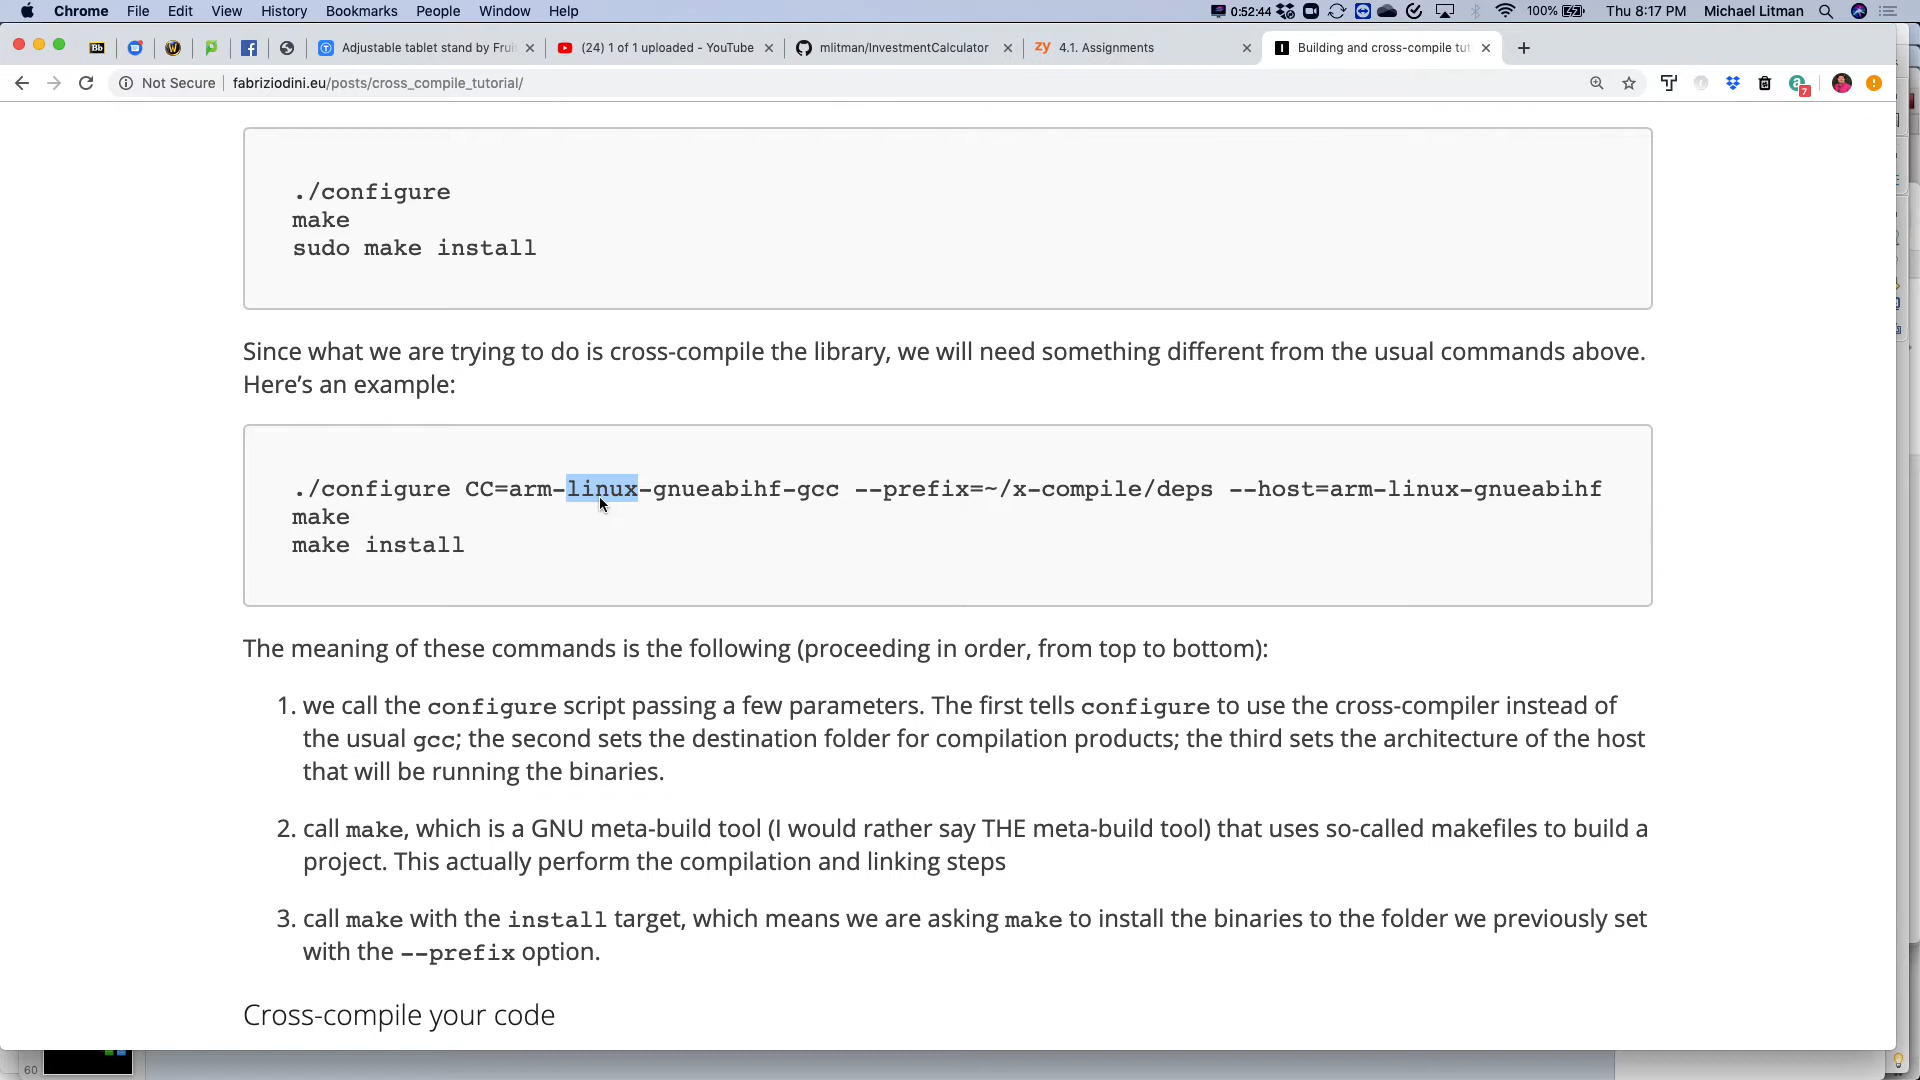 Chrome File Edit View History Bookmarks People Window Help 0:52:44 100% Thu 8:17 PM Michael Litman
Bb Adjustable tablet stand by Frui (24) 1 of 1 uploaded - YouTube mlitman/InvestmentCalculator zy 4.1. Assignments Building and cross-compile tut
Not Secure fabriziodini.eu/posts/cross_compile_tutorial/ 7
./configure
make
sudo make install
Since what we are trying to do is cross-compile the library, we will need something different from the usual commands above.
Here’s an example:
./configure CC=arm-linux-gnueabihf-gcc --prefix=~/x-compile/deps --host=arm-linux-gnueabihf
make
make install
The meaning of these commands is the following (proceeding in order, from top to bottom):
1. we call the configure script passing a few parameters. The first tells configure to use the cross-compiler instead of
the usual gcc; the second sets the destination folder for compilation products; the third sets the architecture of the host
that will be running the binaries.
2. call make, which is a GNU meta-build tool (I would rather say THE meta-build tool) that uses so-called makefiles to build a
project. This actually perform the compilation and linking steps
3. call make with the install target, which means we are asking make to install the binaries to the folder we previously set
with the --prefix option.
Cross-compile your code
60